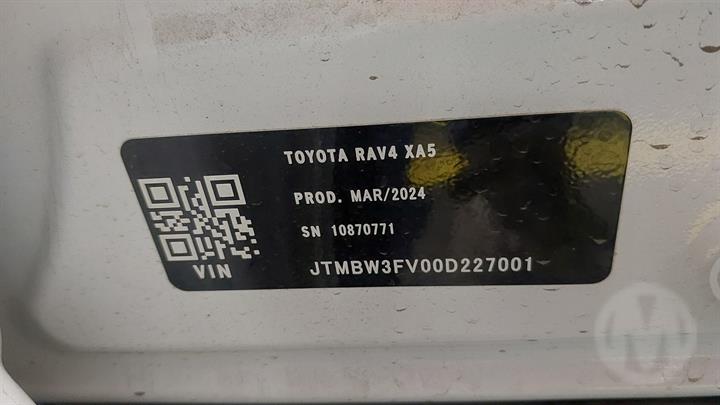 TOYOTA RAV4 XA5
PROD. MAR/2024
SN 10870771
VIN
JTMBW3FV00D227001